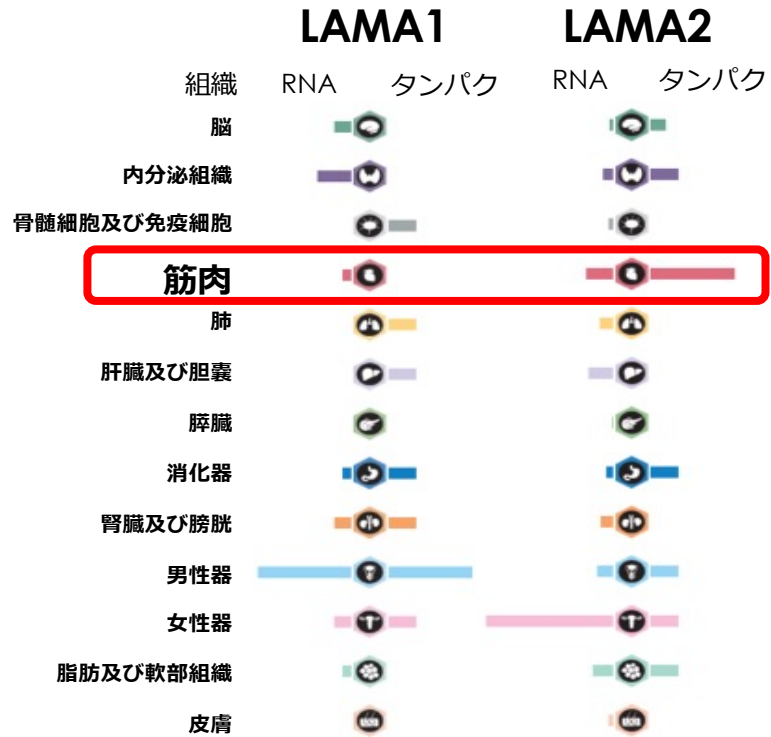 LAMA1 LAMA2
組織 RNA タンパク RNA タンパク
脳
内分泌組織
骨髄細胞及び免疫細胞
筋肉
肺
肝臓及び胆嚢
膵臓
消化器
腎臓及び膀胱
男性器
女性器
脂肪及び軟部組織
皮膚